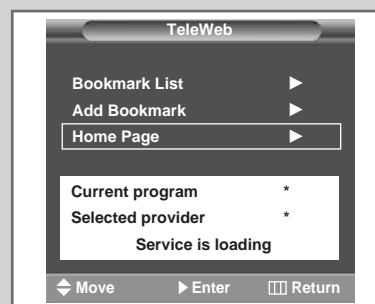 TeleWeb
Bookmark List ▶
Add Bookmark ▶
Home Page ▶
Current program *
Selected provider *
Service is loading
Move ▶ Enter Return